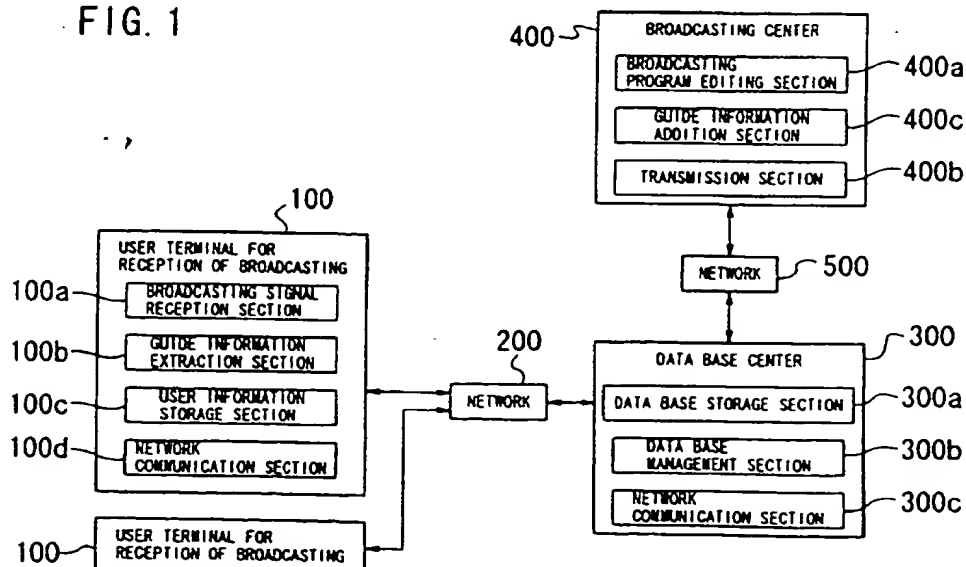 FIG. 1
400
BROADCASTING CENTER
BROADCASTING
PROGRAM EDITING SECTION
400a
GUIDE INFORMATION
ADDITION SECTION
400c
TRANSMISSION SECTION
400b
NETWORK
500
100
USER TERMINAL FOR
RECEPTION OF BROADCASTING
100a
BROADCASTING SIGNAL
RECEPTION SECTION
100b
GUIDE INFORMATION
EXTRACTION SECTION
100c
USER INFORMATION
STORAGE SECTION
100d
NETWORK
COMMUNICATION SECTION
200
NETWORK
300
DATA BASE CENTER
DATA BASE STORAGE SECTION
300a
DATA BASE
MANAGEMENT SECTION
300b
NETWORK
COMMUNICATION SECTION
300c
100
USER TERMINAL FOR
RECEPTION OF BROADCASTING